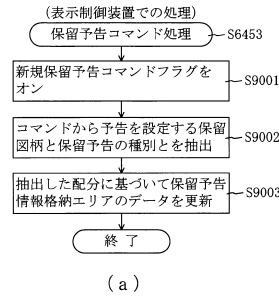 (表示制御装置での処理)
保留予告コマンド処理
S6453
新規保留予告コマンドフラグを
オン
S9001
コマンドから予告を設定する保留
図柄と保留予告の種別とを抽出
S9002
抽出した配分に基づいて保留予告
情報格納エリアのデータを更新
S9003
終了
(a)